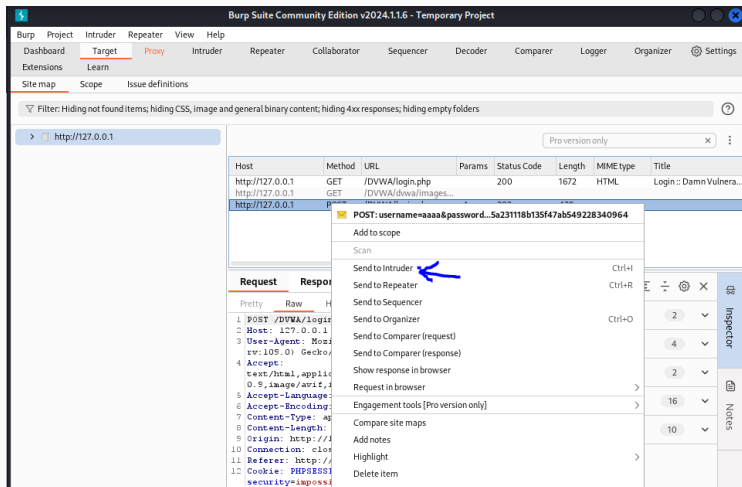 Burp Suite Community Edition v2024.1.1.6 - Temporary Project
Burp Project Intruder Repeater View Help
Dashboard Target Proxy Intruder Repeater Collaborator Sequencer Decoder Comparer Logger Organizer Settings
Extensions Learn
Site map Scope Issue definitions
Filter: Hiding not found items; hiding CSS, image and general binary content; hiding 4xx responses; hiding empty folders
http://127.0.0.1
Pro version only
Host Method URL Params Status Code Length MIME type Title
http://127.0.0.1 GET /DVWA/login.php 200 1672 HTML Login :: Damn Vulnera...
http://127.0.0.1 GET /DVWA/dvwa/images...
http://127.0.0.1
POST: username=aaaa&password...5a231118b135f47ab549228340964
Add to scope
Scan
Send to Intruder Ctrl+I
Send to Repeater Ctrl+R
Send to Sequencer
Send to Organizer Ctrl+O
Send to Comparer (request)
Send to Comparer (response)
Show response in browser
Request in browser
Engagement tools [Pro version only]
Compare site maps
Add notes
Highlight
Delete item
Request Respon
Pretty Raw H
1 POST /DVWA/login
2 Host: 127.0.0.1
3 User-Agent: Mozi
rv:109.0) Gecko/
4 Accept:
text/html,applic
0.9,image/avif,i
5 Accept-Language:
6 Accept-Encoding:
7 Content-Type: ap
8 Content-Length:
9 Origin: http://1
10 Connection: clos
11 Referer: http:/
12 Cookie: PHPSESSI
security=impossi
2
4
2
16
10
Inspector
Notes